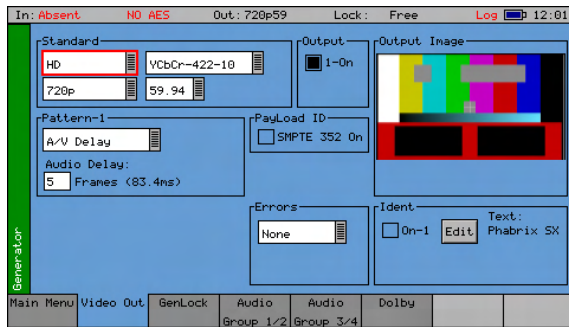 In: Absent NO AES Out: 720p59 Lock: Free Log 12:01
Standard
HD YCbCr-422-10
720p 59.94
Output
1-On
Output Image
Pattern-1
A/V Delay
Audio Delay:
5 Frames (83.4ms)
PayLoad ID
SMPTE 352 On
Errors
None
Ident
On-1 Edit Text:
Phabrix SX
Generator
Main Menu Video Out GenLock Audio Group 1/2 Audio Group 3/4 Dolby